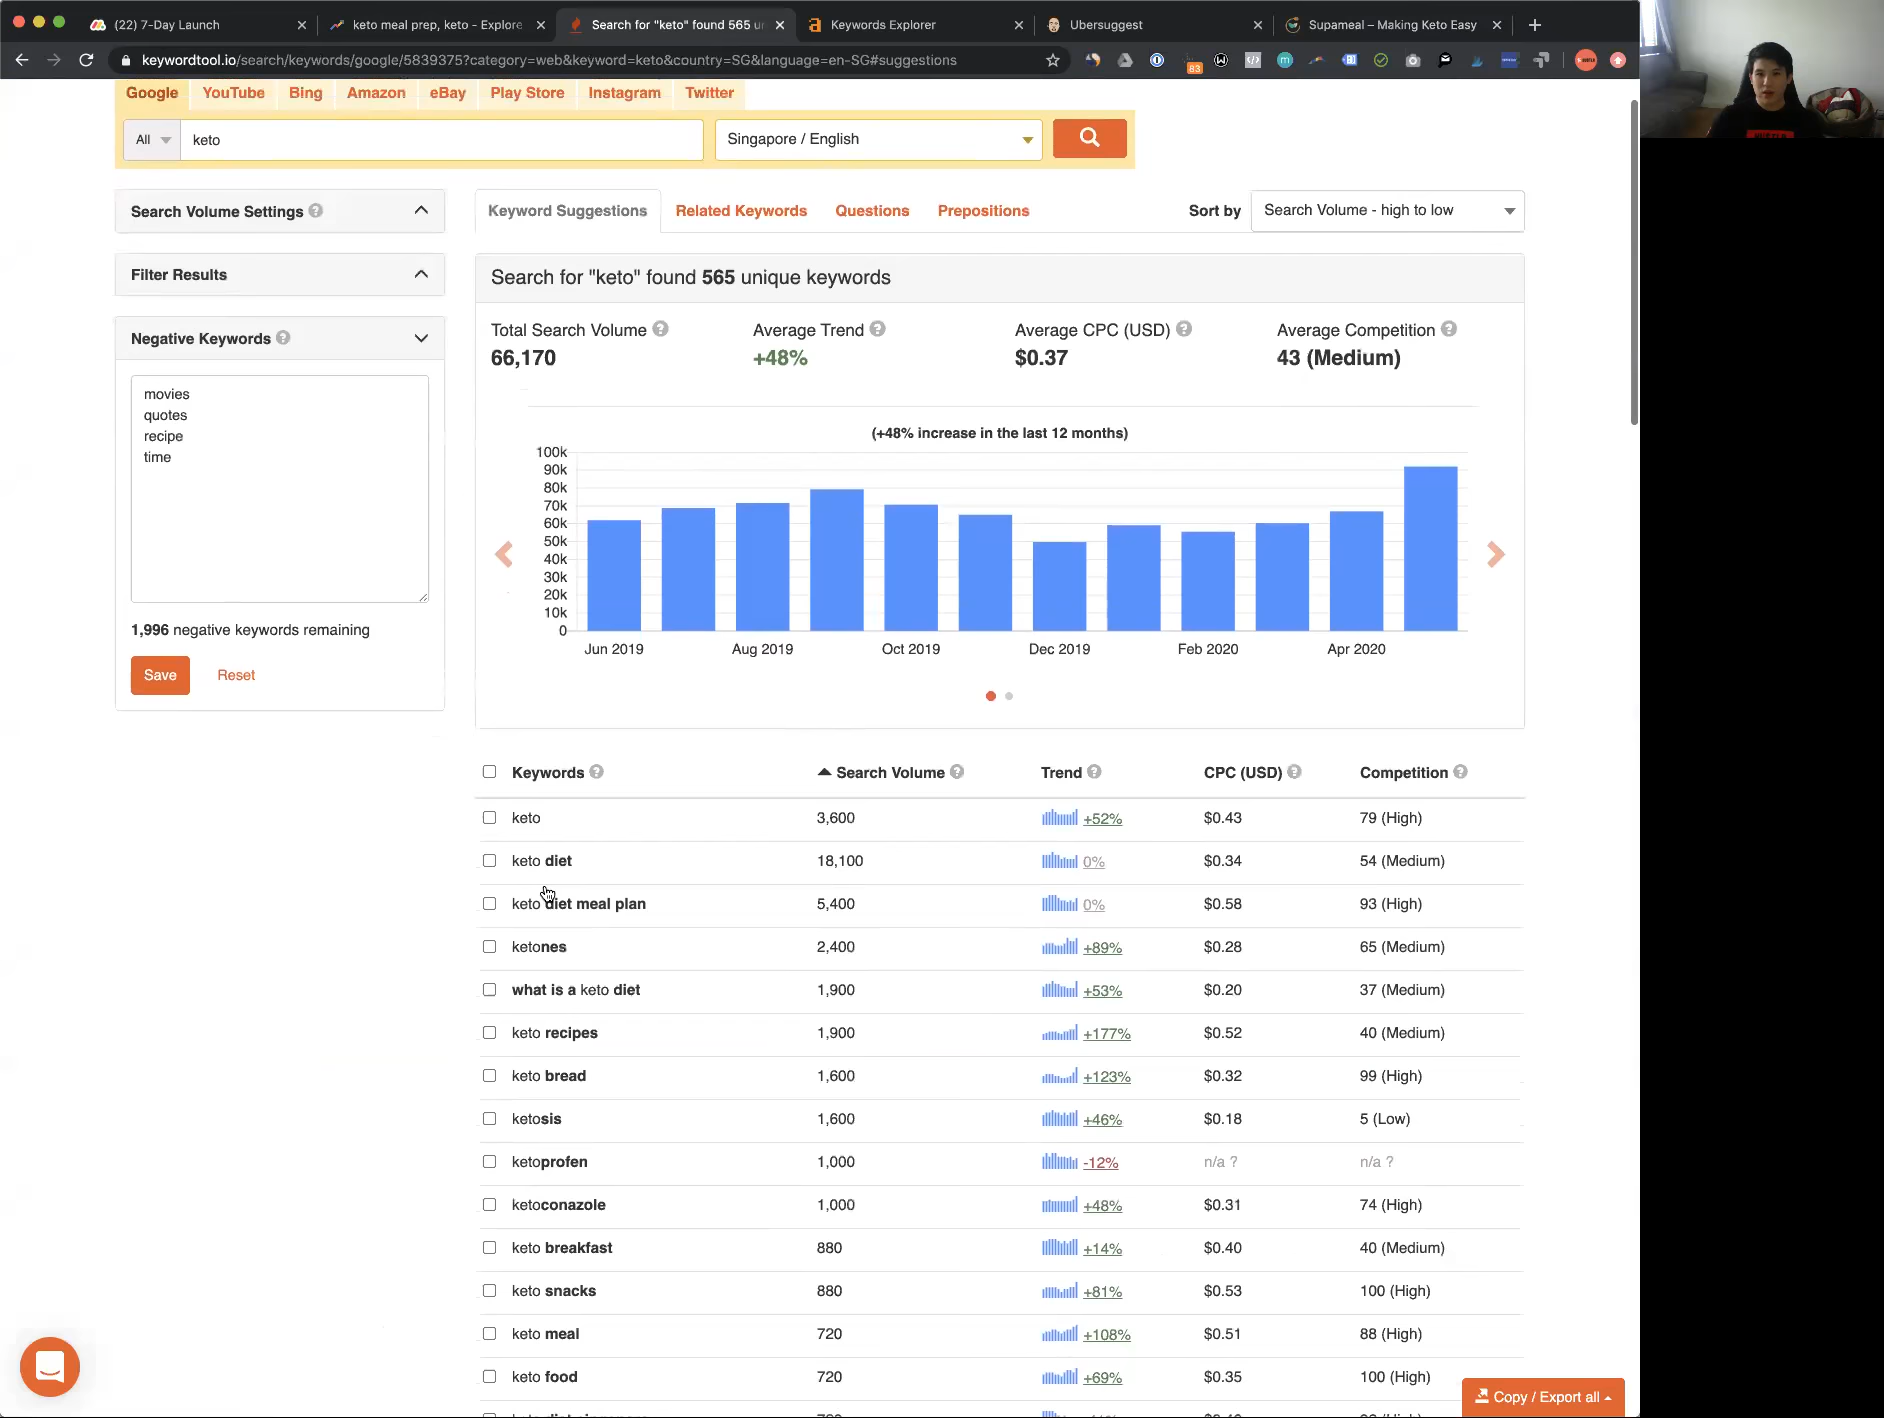 (22) 7-Day Launch
keto meal prep, keto - Explore
Search for "keto" found 565 u
Keywords Explorer
Ubersuggest
Supameal – Making Keto Easy
keywordtool.io/search/keywords/google/5839375?category=web&keyword=keto&country=SG&language=en-SG#suggestions
83
Google YouTube Bing Amazon eBay Play Store Instagram Twitter
All keto Singapore / English
Search Volume Settings ?
Filter Results
Negative Keywords ?
movies
quotes
recipe
time
1,996 negative keywords remaining
Save Reset
Keyword Suggestions Related Keywords Questions Prepositions Sort by Search Volume - high to low
Search for "keto" found 565 unique keywords
Total Search Volume ? Average Trend ? Average CPC (USD) ? Average Competition ?
66,170 +48% $0.37 43 (Medium)
(+48% increase in the last 12 months)
100k
90k
80k
70k
60k
50k
40k
30k
20k
10k
0
Jun 2019 Aug 2019 Oct 2019 Dec 2019 Feb 2020 Apr 2020
Keywords ? Search Volume ? Trend ? CPC (USD) ? Competition ?
keto 3,600 +52% $0.43 79 (High)
keto diet 18,100 0% $0.34 54 (Medium)
keto diet meal plan 5,400 0% $0.58 93 (High)
ketones 2,400 +89% $0.28 65 (Medium)
what is a keto diet 1,900 +53% $0.20 37 (Medium)
keto recipes 1,900 +177% $0.52 40 (Medium)
keto bread 1,600 +123% $0.32 99 (High)
ketosis 1,600 +46% $0.18 5 (Low)
ketoprofen 1,000 -12% n/a ? n/a ?
ketoconazole 1,000 +48% $0.31 74 (High)
keto breakfast 880 +14% $0.40 40 (Medium)
keto snacks 880 +81% $0.53 100 (High)
keto meal 720 +108% $0.51 88 (High)
keto food 720 +69% $0.35 100 (High)
Copy / Export all